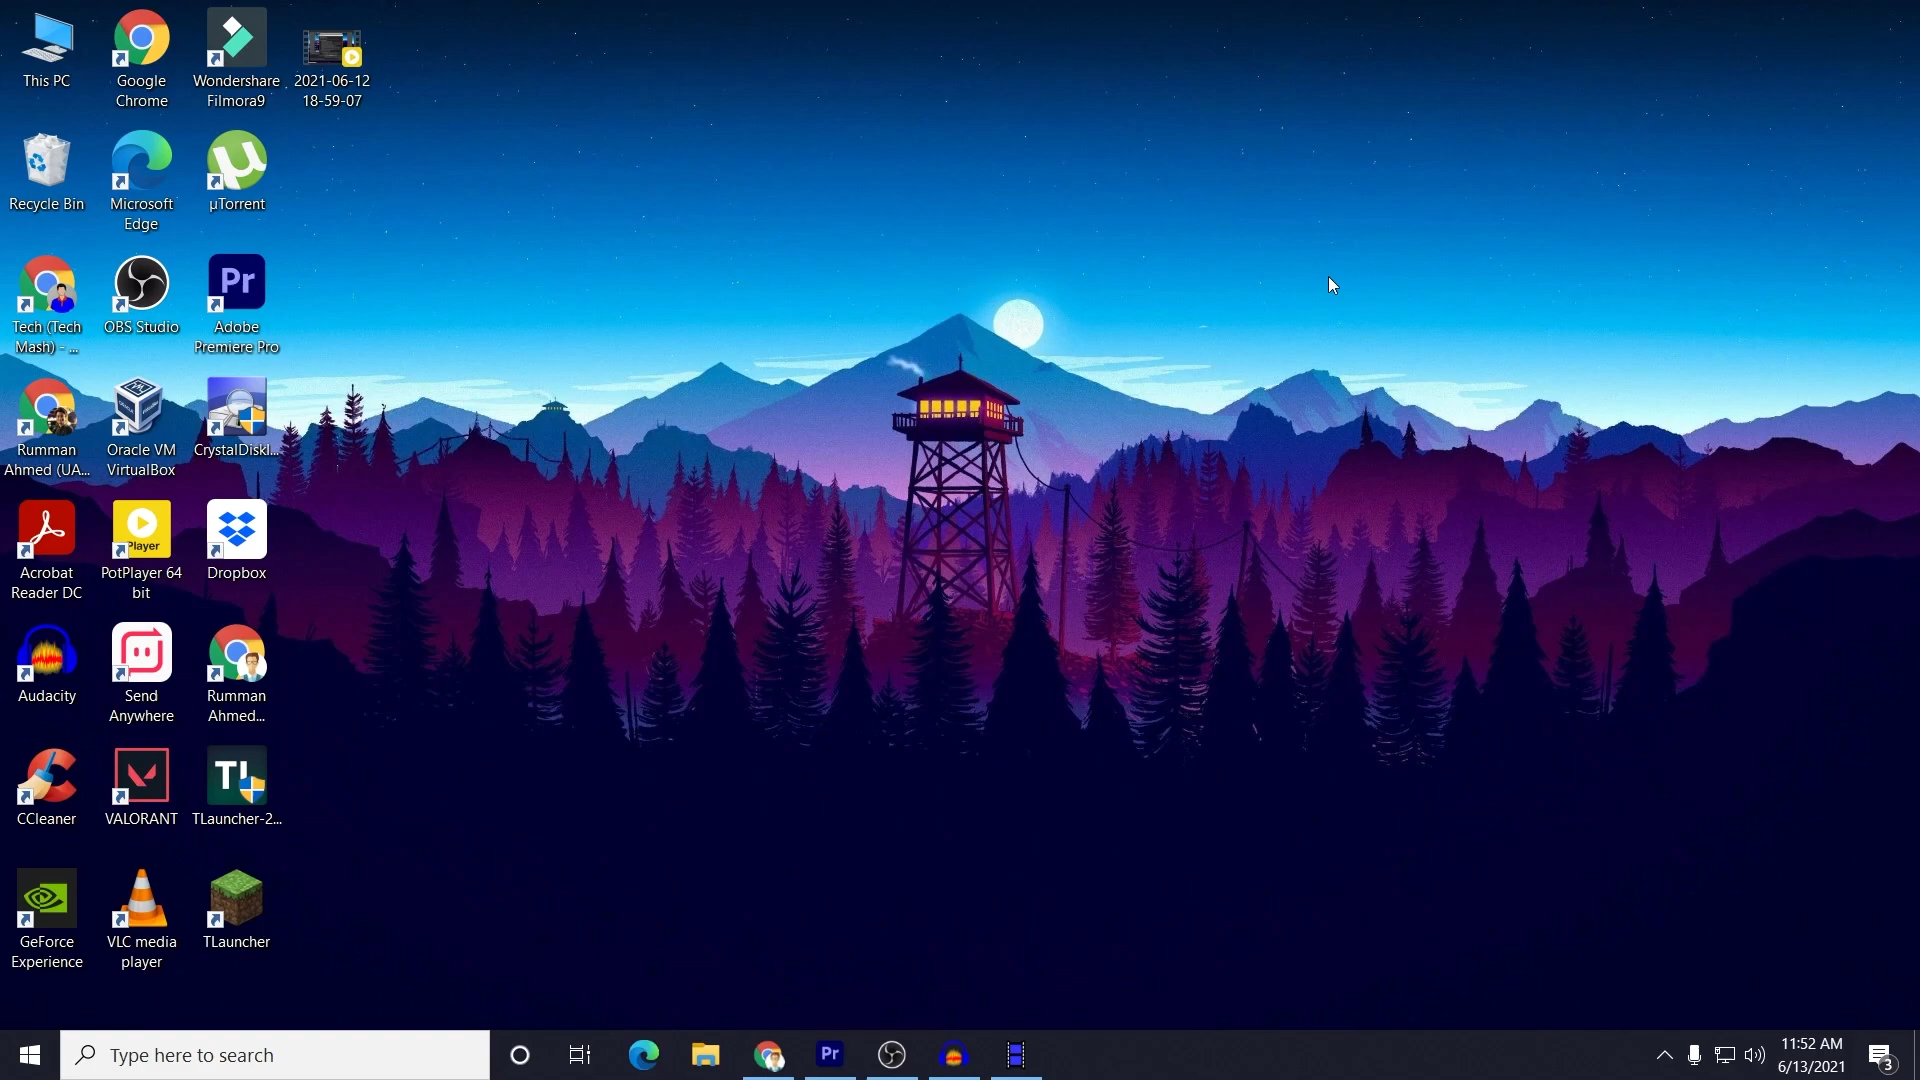 This PC
Google
Chrome
Wondershare
Filmora9
2021-06-12
18-59-07
Recycle Bin
Microsoft
Edge
µTorrent
Tech (Tech
Mash) - ...
OBS Studio
Pr
Adobe
Premiere Pro
Rumman
Ahmed (UA...
Oracle VM
VirtualBox
CrystalDiskI...
Acrobat
Reader DC
Player
PotPlayer 64
bit
Dropbox
Audacity
Send
Anywhere
Rumman
Ahmed...
CCleaner
VALORANT
TL
TLauncher-2...
GeForce
Experience
VLC media
player
TLauncher
Type here to search
Pr
11:52 AM
6/13/2021
3